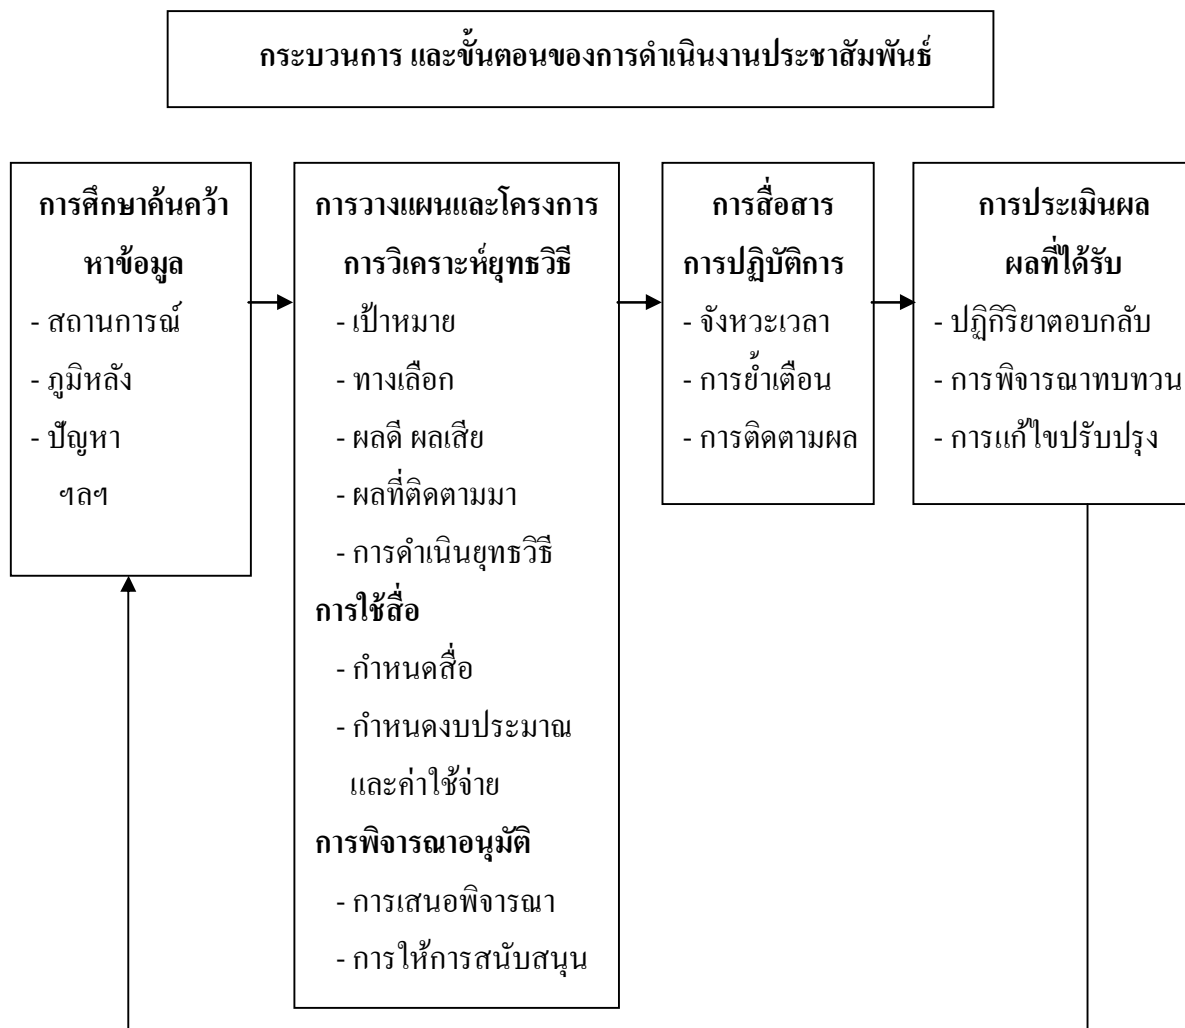 กระบวนการ และขั้นตอนของการดำเนินงานประชาสัมพันธ์
การศึกษาค้นคว้า
หาข้อมูล
- สถานการณ์
- ภูมิหลัง
- ปัญหา
ฯลฯ
การวางแผนและโครงการ
การวิเคราะห์ยุทธวิธี
- เป้าหมาย
- ทางเลือก
- ผลดี ผลเสีย
- ผลที่ติดตามมา
- การดำเนินยุทธวิธี
การใช้สื่อ
- กำหนดสื่อ
- กำหนดงบประมาณ
และค่าใช้จ่าย
การพิจารณาอนุมัติ
- การเสนอพิจารณา
- การให้การสนับสนุน
การสื่อสาร
การปฏิบัติการ
- จังหวะเวลา
- การย้ำเตือน
- การติดตามผล
การประเมินผล
ผลที่ได้รับ
- ปฏิกิริยาตอบกลับ
- การพิจารณาทบทวน
- การแก้ไขปรับปรุง